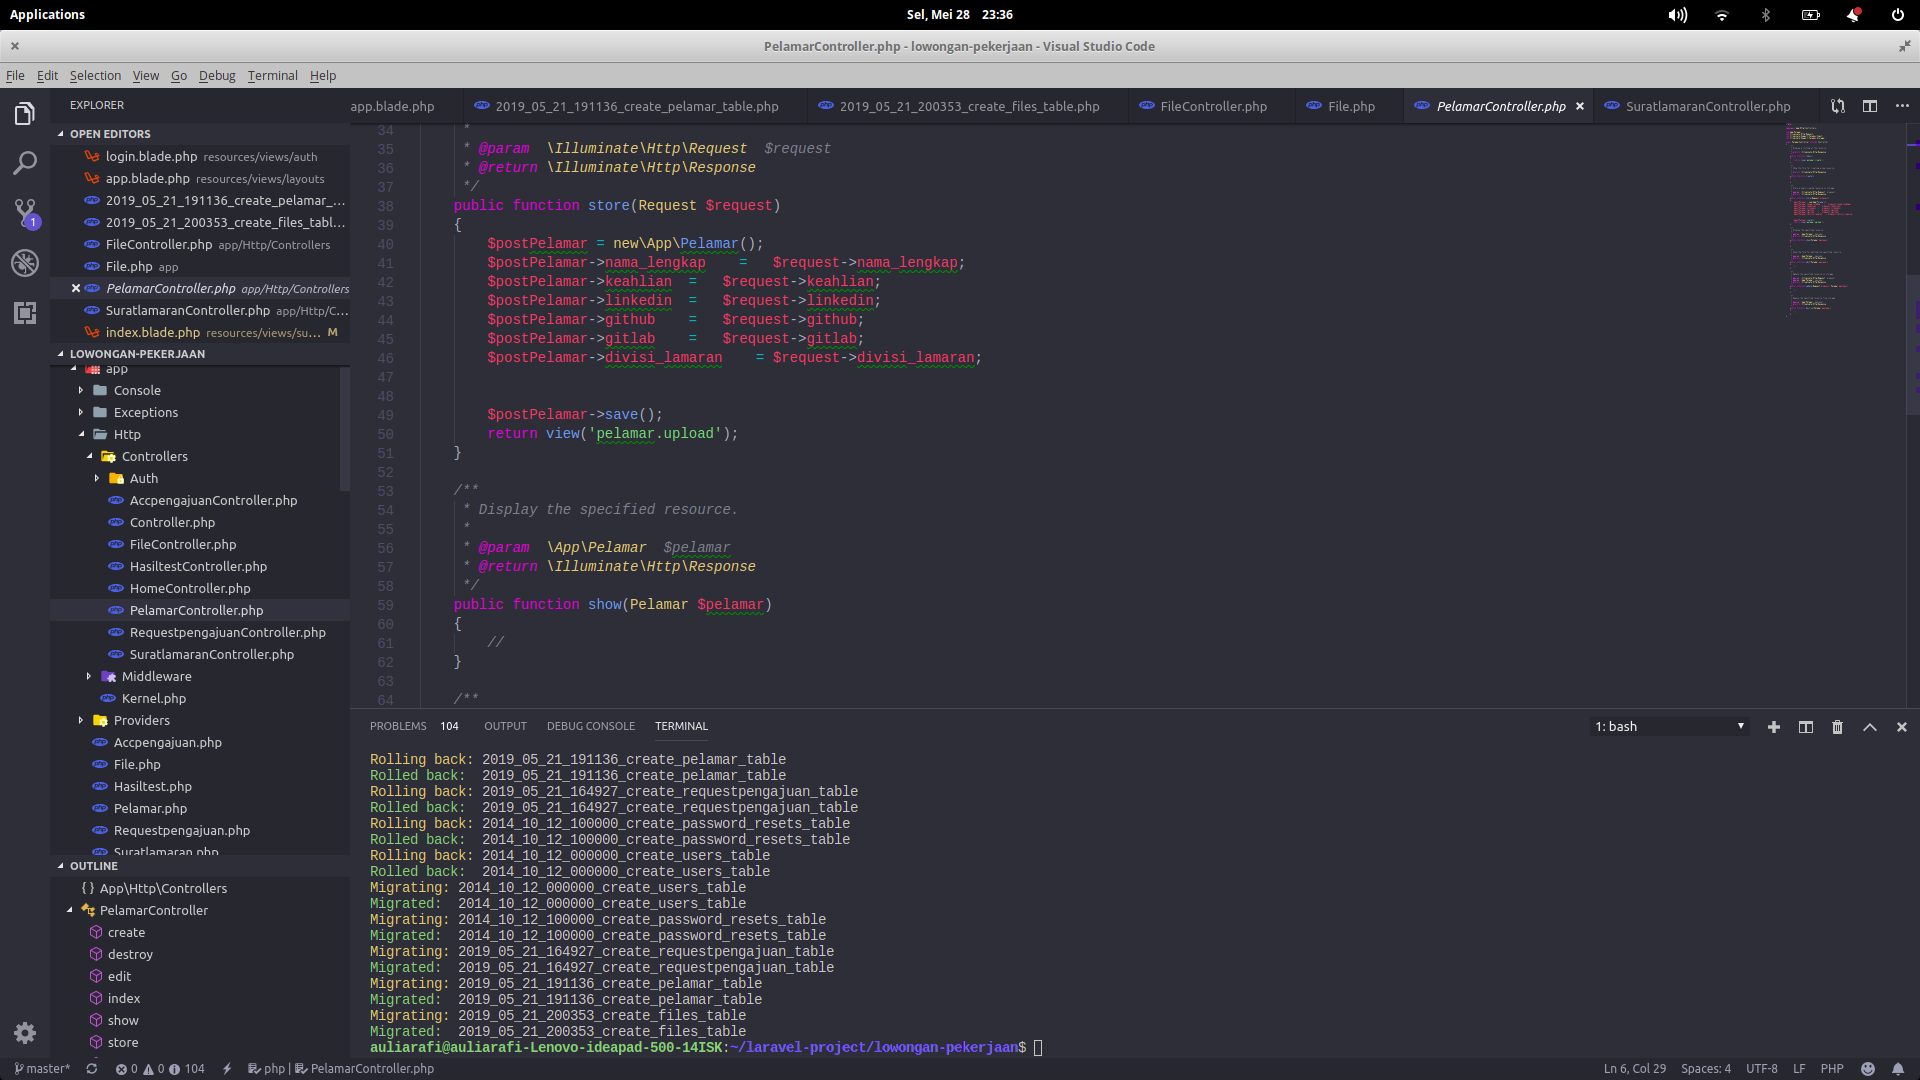 Applications
Sel, Mei 28 23:36
PelamarController.php - lowongan-pekerjaan - Visual Studio Code
File Edit Selection View Go Debug Terminal Help
EXPLORER
OPEN EDITORS
login.blade.php resources/views/auth
app.blade.php resources/views/layouts
2019_05_21_191136_create_pelamar_...
2019_05_21_200353_create_files_tabl...
FileController.php app/Http/Controllers
File.php app
PelamarController.php app/Http/Controllers
SuratlamaranController.php app/Http/C...
index.blade.php resources/views/su... M
1
LOWONGAN-PEKERJAAN
app
Console
Exceptions
Http
Controllers
Auth
AccpengajuanController.php
Controller.php
FileController.php
HasiltestController.php
HomeController.php
PelamarController.php
RequestpengajuanController.php
SuratlamaranController.php
Middleware
Kernel.php
Providers
Accpengajuan.php
File.php
Hasiltest.php
Pelamar.php
Requestpengajuan.php
Suratlamaran.php
OUTLINE
{} App\Http\Controllers
PelamarController
create
destroy
edit
index
show
store
app.blade.php 2019_05_21_191136_create_pelamar_table.php 2019_05_21_200353_create_files_table.php FileController.php File.php PelamarController.php SuratlamaranController.php
34 *
35 * @param \Illuminate\Http\Request $request
36 * @return \Illuminate\Http\Response
37 */
38 public function store(Request $request)
39 {
40 $postPelamar = new\App\Pelamar();
41 $postPelamar->nama_lengkap = $request->nama_lengkap;
42 $postPelamar->keahlian = $request->keahlian;
43 $postPelamar->linkedin = $request->linkedin;
44 $postPelamar->github = $request->github;
45 $postPelamar->gitlab = $request->gitlab;
46 $postPelamar->divisi_lamaran = $request->divisi_lamaran;
47
48
49 $postPelamar->save();
50 return view('pelamar.upload');
51 }
52
53 /**
54 * Display the specified resource.
55 *
56 * @param \App\Pelamar $pelamar
57 * @return \Illuminate\Http\Response
58 */
59 public function show(Pelamar $pelamar)
60 {
61 //
62 }
63
64 /**
PROBLEMS 104 OUTPUT DEBUG CONSOLE TERMINAL 1: bash
Rolling back: 2019_05_21_191136_create_pelamar_table
Rolled back: 2019_05_21_191136_create_pelamar_table
Rolling back: 2019_05_21_164927_create_requestpengajuan_table
Rolled back: 2019_05_21_164927_create_requestpengajuan_table
Rolling back: 2014_10_12_100000_create_password_resets_table
Rolled back: 2014_10_12_100000_create_password_resets_table
Rolling back: 2014_10_12_000000_create_users_table
Rolled back: 2014_10_12_000000_create_users_table
Migrating: 2014_10_12_000000_create_users_table
Migrated: 2014_10_12_000000_create_users_table
Migrating: 2014_10_12_100000_create_password_resets_table
Migrated: 2014_10_12_100000_create_password_resets_table
Migrating: 2019_05_21_164927_create_requestpengajuan_table
Migrated: 2019_05_21_164927_create_requestpengajuan_table
Migrating: 2019_05_21_191136_create_pelamar_table
Migrated: 2019_05_21_191136_create_pelamar_table
Migrating: 2019_05_21_200353_create_files_table
Migrated: 2019_05_21_200353_create_files_table
auliarafi@auliarafi-Lenovo-ideapad-500-14ISK:~/laravel-project/lowongan-pekerjaan$
master* 0 0 104 php | PelamarController.php Ln 6, Col 29 Spaces: 4 UTF-8 LF PHP